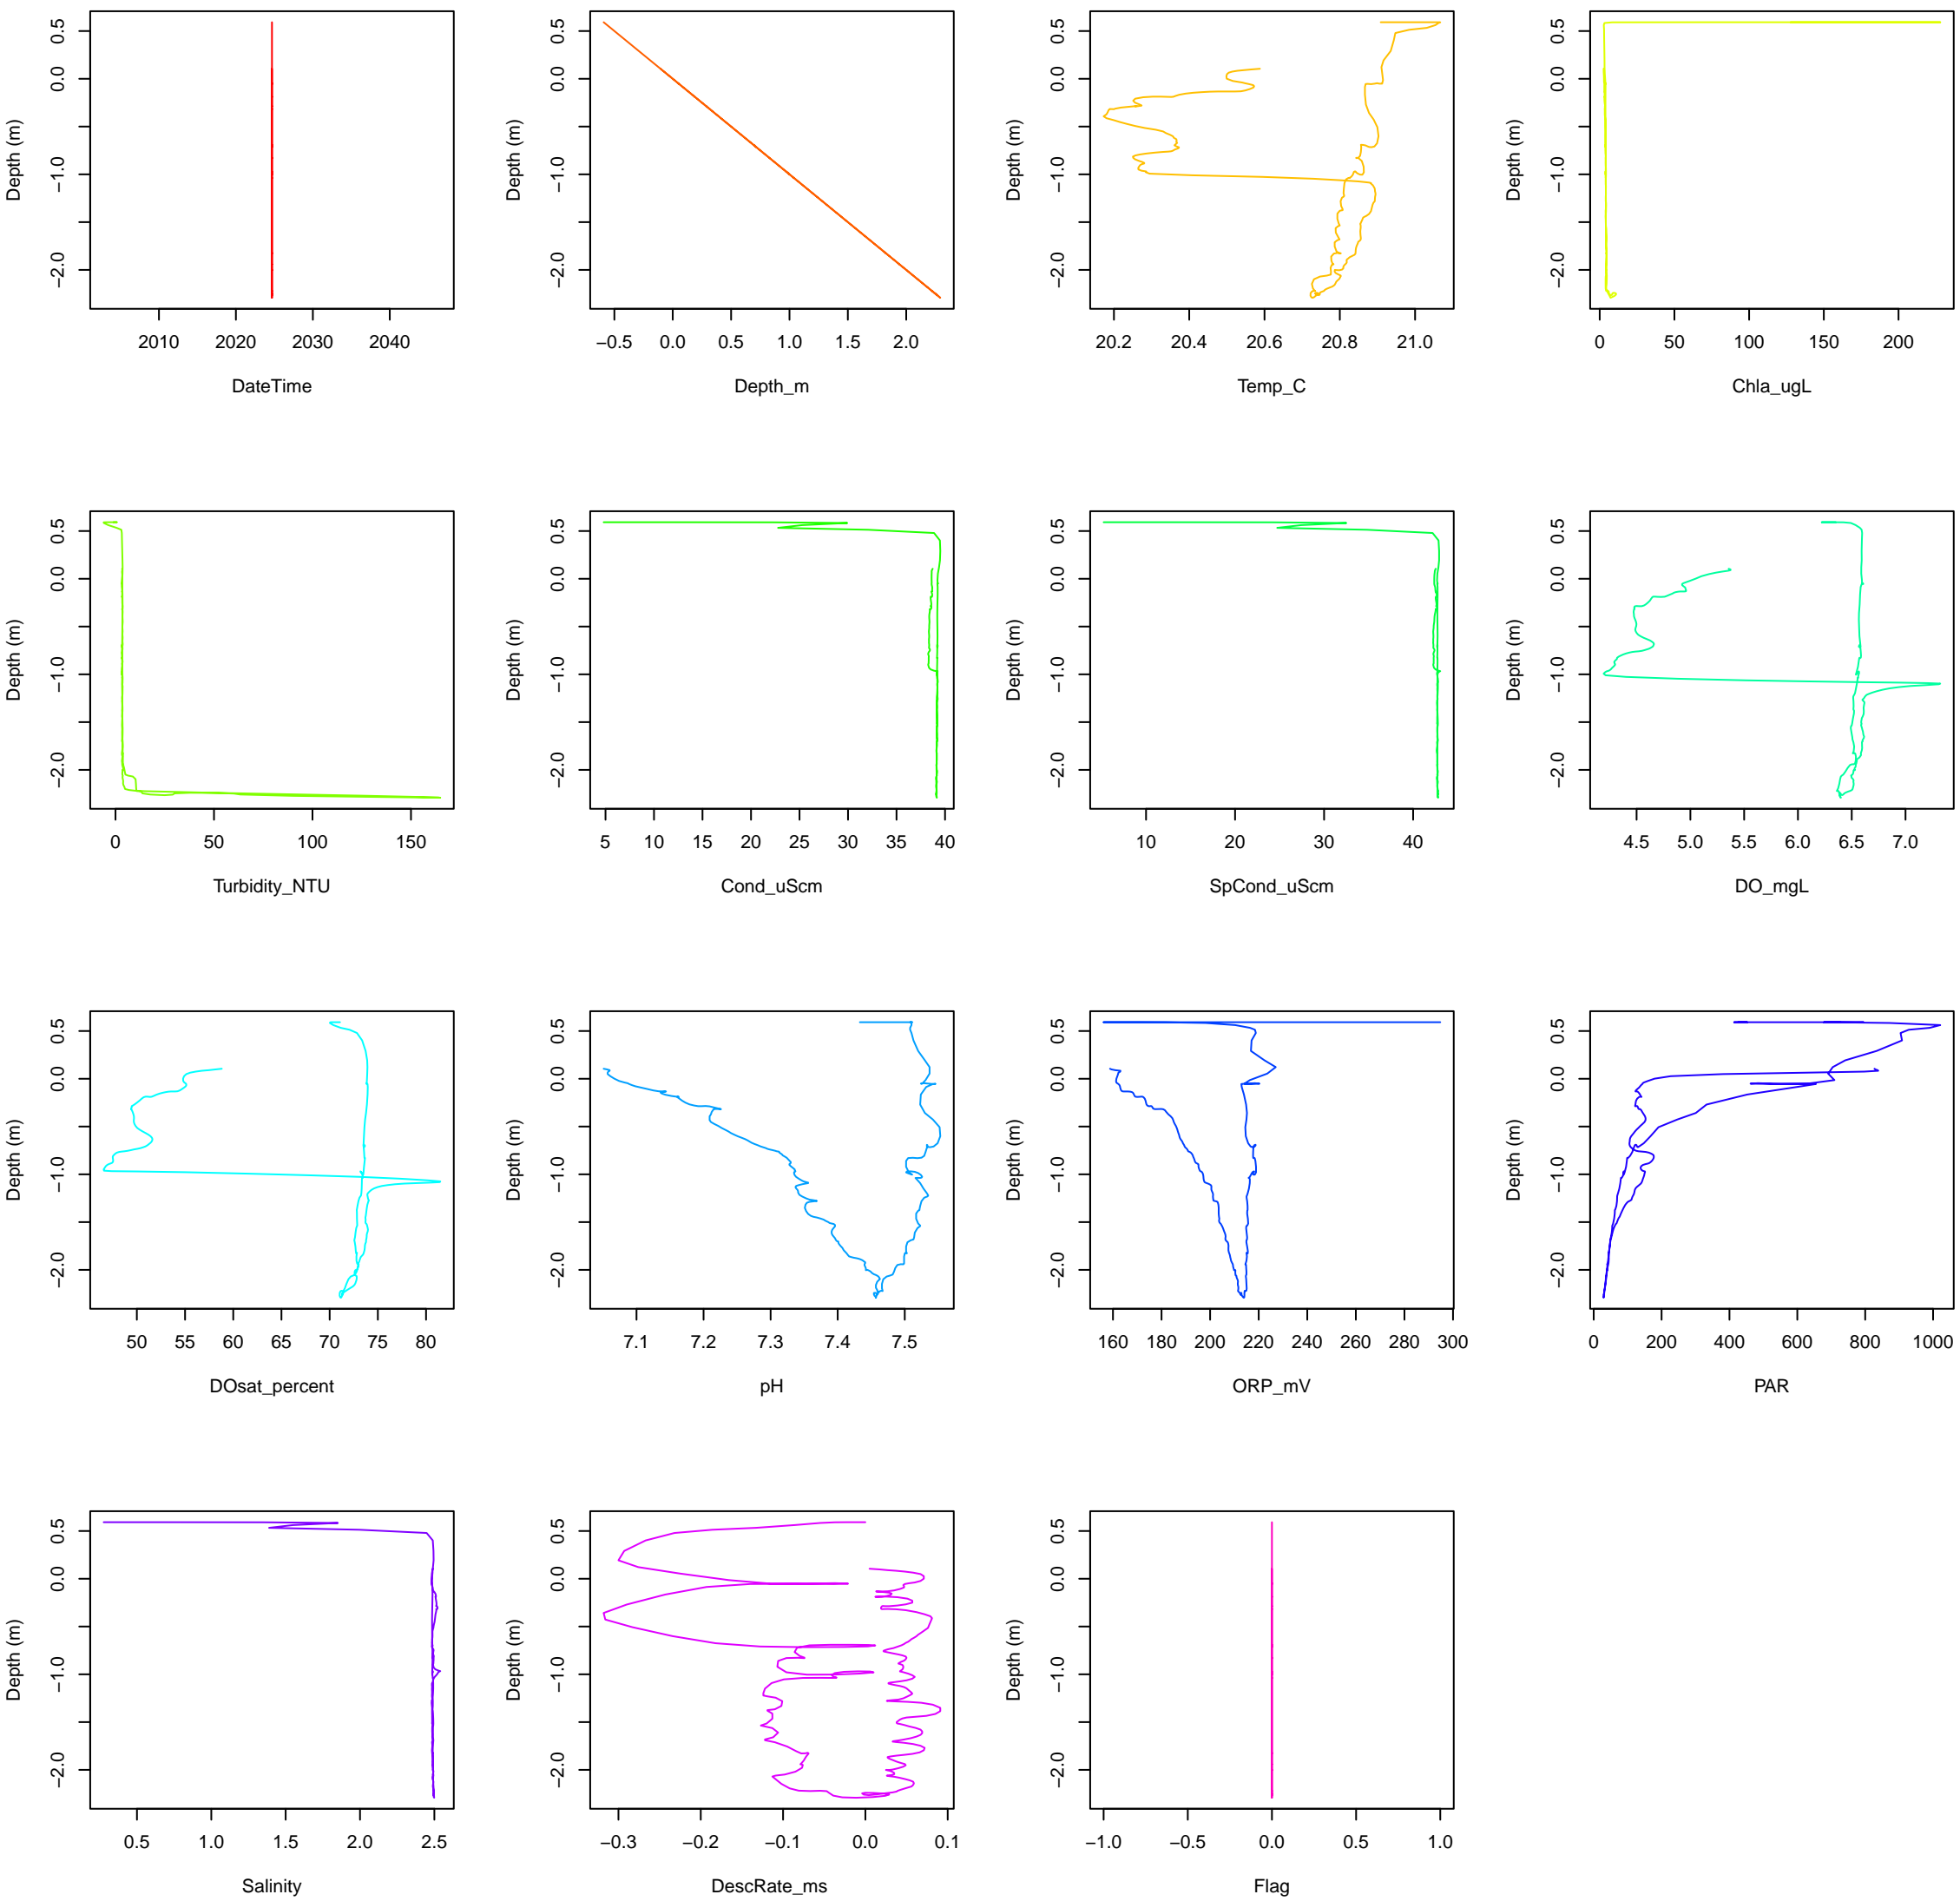 Depth (m)
0.5
0.0
−1.0
−2.0
2010 2020 2030 2040
DateTime
Depth (m)
0.5
0.0
−1.0
−2.0
−0.5 0.0 0.5 1.0 1.5 2.0
Depth_m
Depth (m)
0.5
0.0
−1.0
−2.0
20.2 20.4 20.6 20.8 21.0
Temp_C
Depth (m)
0.5
0.0
−1.0
−2.0
0 50 100 150 200
Chla_ugL
Depth (m)
0.5
0.0
−1.0
−2.0
0 50 100 150
Turbidity_NTU
Depth (m)
0.5
0.0
−1.0
−2.0
5 10 15 20 25 30 35 40
Cond_uScm
Depth (m)
0.5
0.0
−1.0
−2.0
10 20 30 40
SpCond_uScm
Depth (m)
0.5
0.0
−1.0
−2.0
4.5 5.0 5.5 6.0 6.5 7.0
DO_mgL
Depth (m)
0.5
0.0
−1.0
−2.0
50 55 60 65 70 75 80
DOsat_percent
Depth (m)
0.5
0.0
−1.0
−2.0
7.1 7.2 7.3 7.4 7.5
pH
Depth (m)
0.5
0.0
−1.0
−2.0
160 180 200 220 240 260 280 300
ORP_mV
Depth (m)
0.5
0.0
−1.0
−2.0
0 200 400 600 800 1000
PAR
Depth (m)
0.5
0.0
−1.0
−2.0
0.5 1.0 1.5 2.0 2.5
Salinity
Depth (m)
0.5
0.0
−1.0
−2.0
−0.3 −0.2 −0.1 0.0 0.1
DescRate_ms
Depth (m)
0.5
0.0
−1.0
−2.0
−1.0 −0.5 0.0 0.5 1.0
Flag